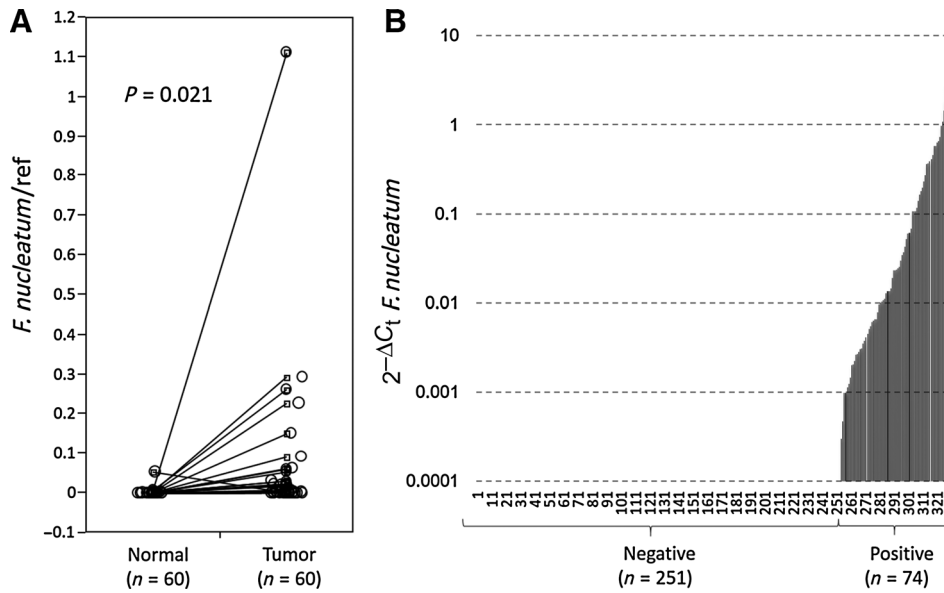 A
F. nucleatum/ref
1.2
1.1
1
0.9
0.8
0.7
0.6
0.5
0.4
0.3
0.2
0.1
0
–0.1
P = 0.021
Normal
(n = 60)
Tumor
(n = 60)
B
2–ΔCt F. nucleatum
10
1
0.1
0.01
0.001
0.0001
1 11 21 31 41 51 61 71 81 91 101 111 121 131 141 151 161 171 181 191 201 211 221 231 241 251 261 271 281 291 301 311 321
Negative
(n = 251)
Positive
(n = 74)